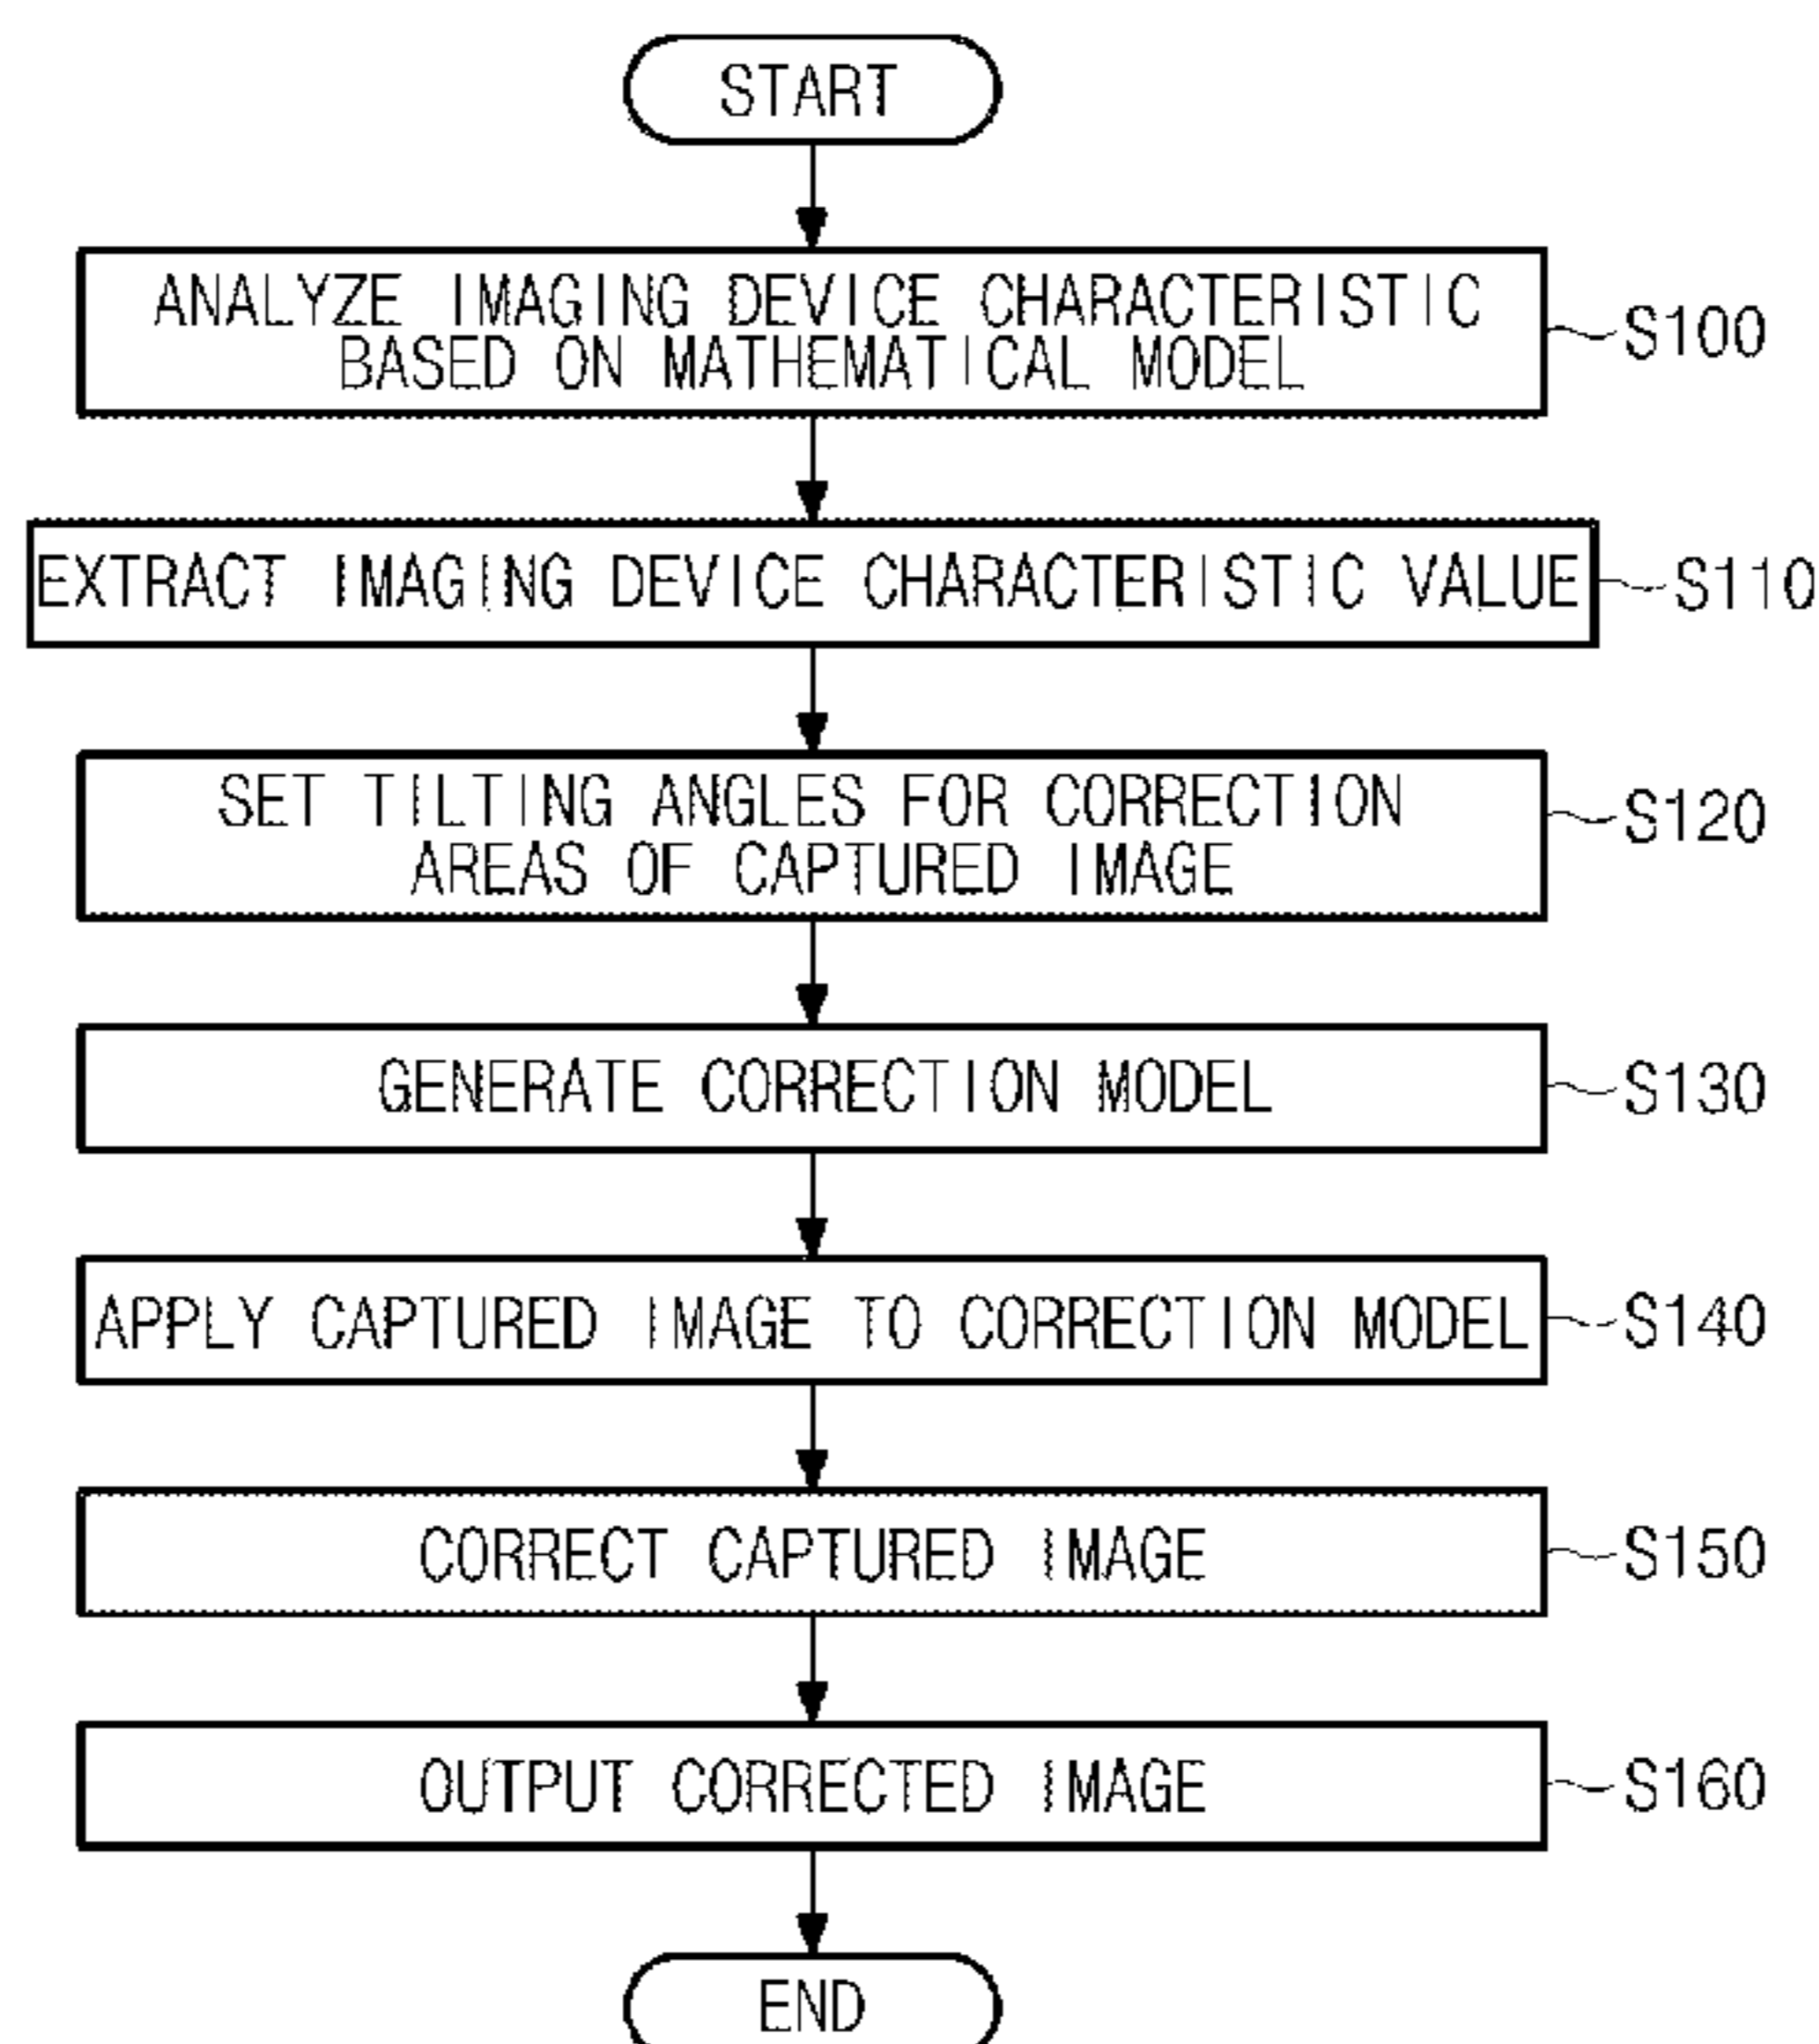 START
ANALYZE IMAGING DEVICE CHARACTERISTIC
BASED ON MATHEMATICAL MODEL
S100
EXTRACT IMAGING DEVICE CHARACTERISTIC VALUE
S110
SET TILTING ANGLES FOR CORRECTION
AREAS OF CAPTURED IMAGE
S120
GENERATE CORRECTION MODEL
S130
APPLY CAPTURED IMAGE TO CORRECTION MODEL
S140
CORRECT CAPTURED IMAGE
S150
OUTPUT CORRECTED IMAGE
S160
END